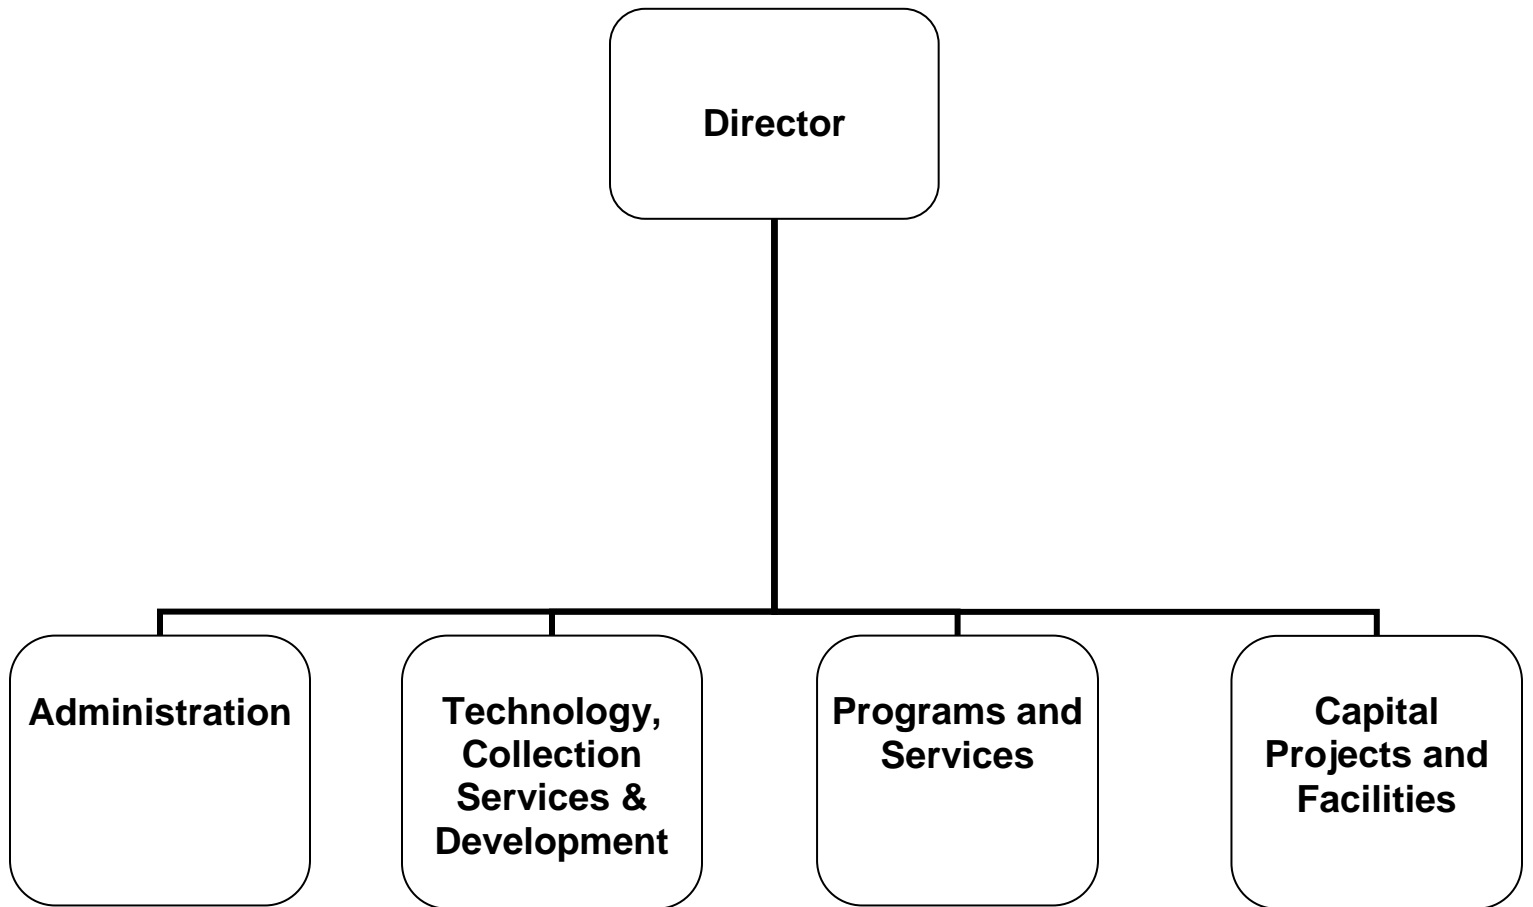 Director
Administration
Technology,
Collection
Services &
Development
Programs and
Services
Capital
Projects and
Facilities